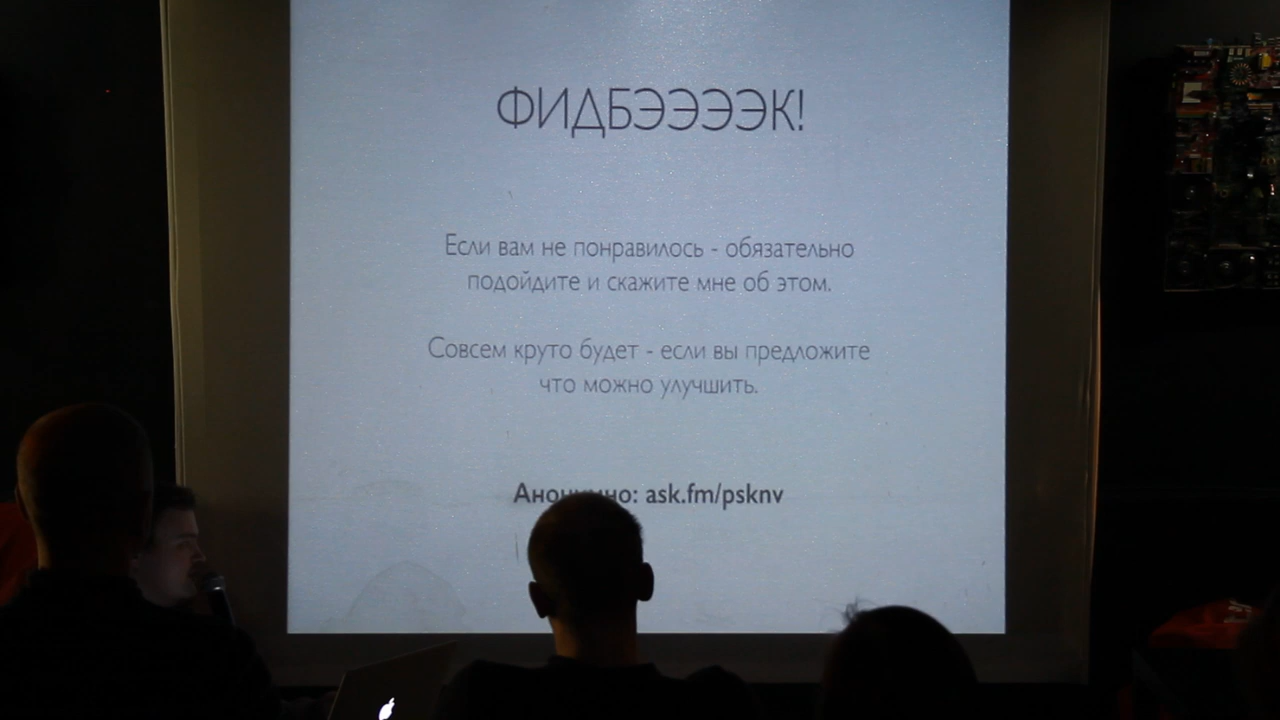 ФИДБЭЭЭЭК!
Если вам не понравилось - обязательно
подойдите и скажите мне об этом.
Совсем круто будет - если вы предложите
что можно улучшить.
Анонимно: ask.fm/psknv